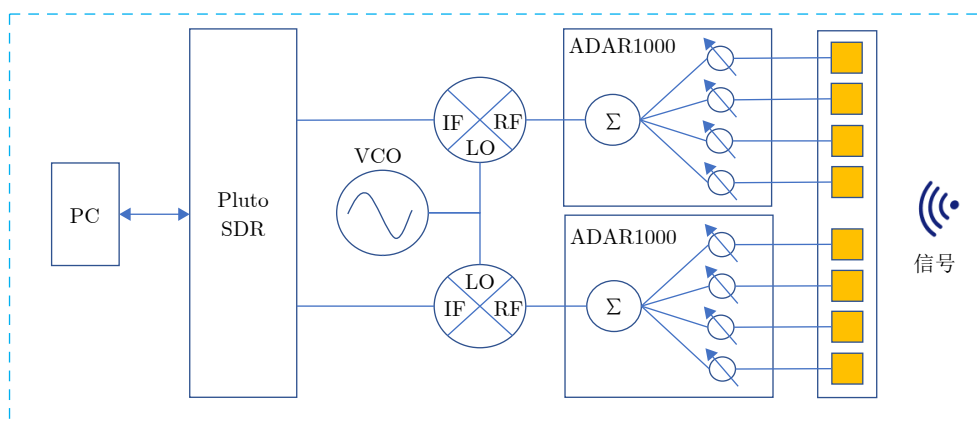 PC
Pluto
SDR
IF
RF
LO
VCO
LO
IF
RF
ADAR1000
Σ
ADAR1000
Σ
信号